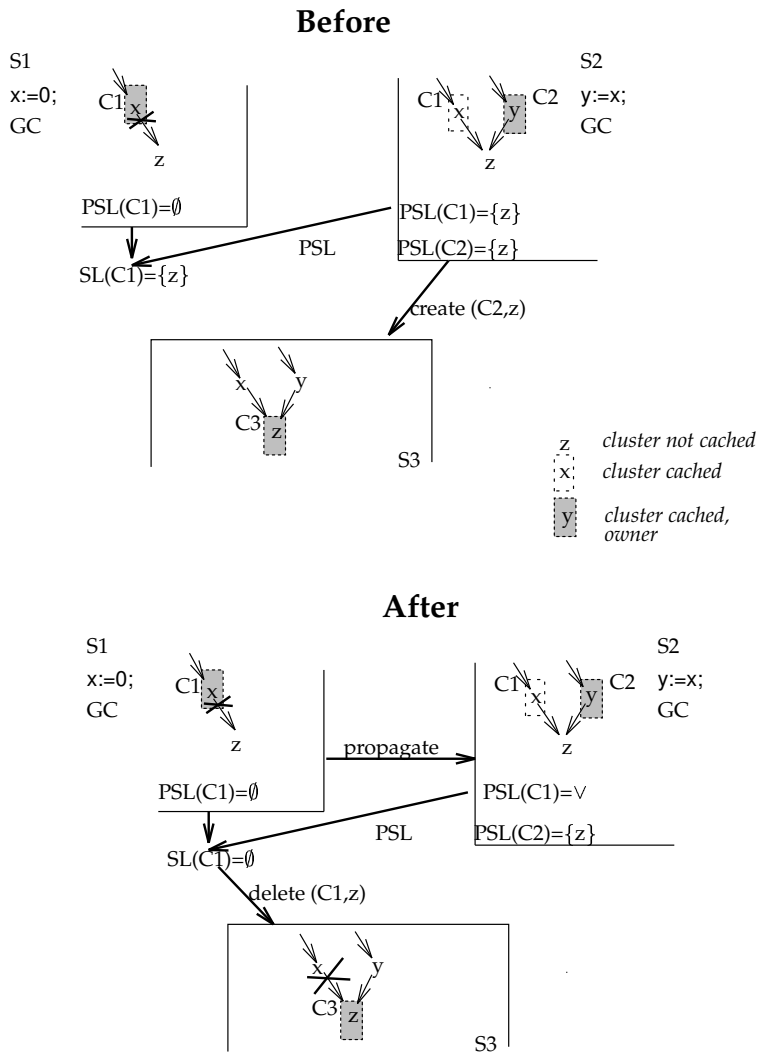 Before
S1
x:=0;
GC
C1
x
z
PSL(C1)=∅
SL(C1)={z}
PSL
S2
y:=x;
GC
C1
x
C2
y
z
PSL(C1)={z}
PSL(C2)={z}
create (C2,z)
x
y
C3
z
S3
z cluster not cached
x cluster cached
y cluster cached,
owner
After
S1
x:=0;
GC
C1
x
z
PSL(C1)=∅
SL(C1)=∅
propagate
PSL
S2
y:=x;
GC
C1
x
C2
y
z
PSL(C1)=∨
PSL(C2)={z}
delete (C1,z)
x
y
C3
z
S3